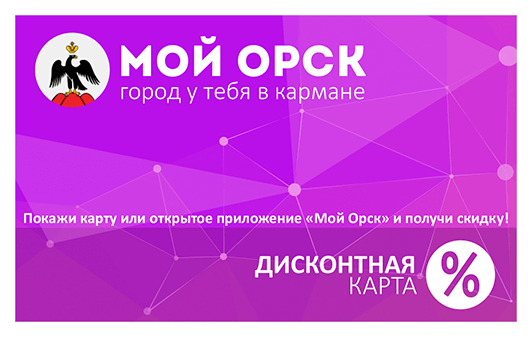 МОЙ ОРСК
город у тебя в кармане
Покажи карту или открытое приложение «Мой Орск» и получи скидку!
ДИСКОНТНАЯ
КАРТА
%